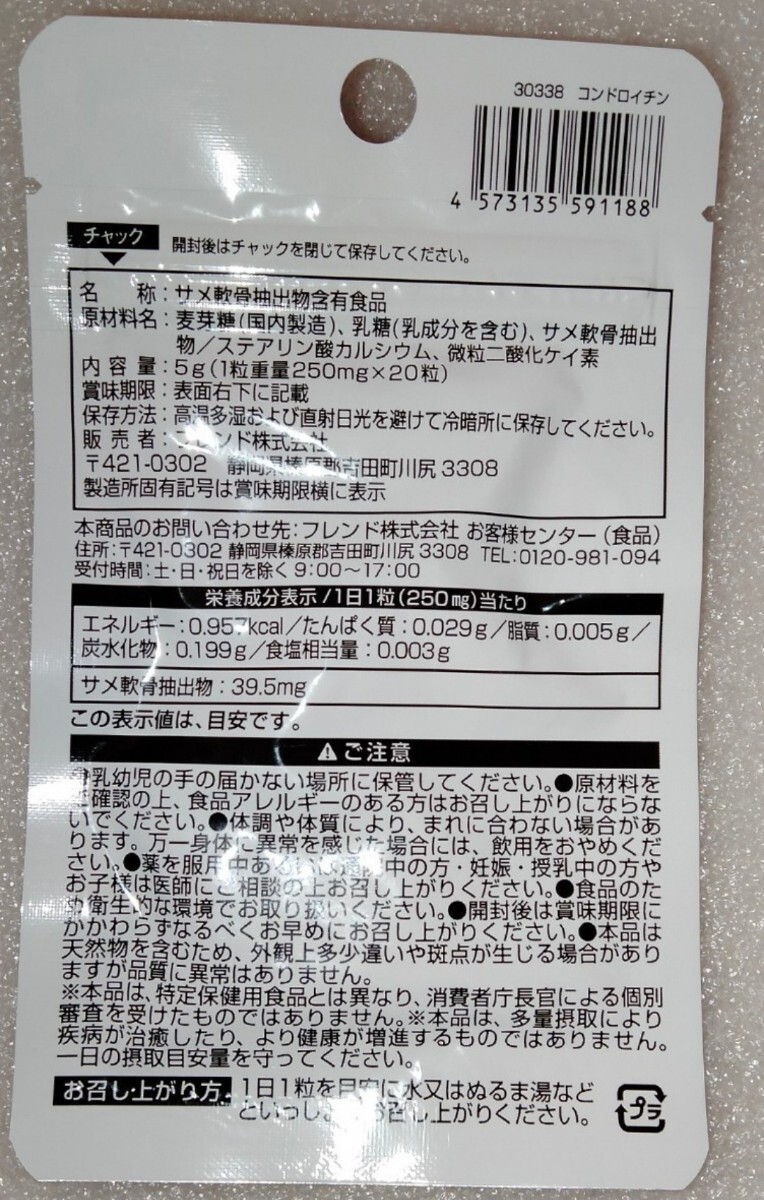 30338 コンドロイチン
4 573135 591188
チャック
開封後はチャックを閉じて保存してください。
名 称：サメ軟骨抽出物含有食品
原材料名：麦芽糖(国内製造)、乳糖(乳成分を含む)、サメ軟骨抽出
物／ステアリン酸カルシウム、微粒二酸化ケイ素
内 容 量：5g(1粒重量250mg×20粒)
賞味期限：表面右下に記載
保存方法：高温多湿および直射日光を避けて冷暗所に保存してください。
販 売 者：フレンド株式会社
〒421-0302 静岡県榛原郡吉田町川尻3308
製造所固有記号は賞味期限横に表示
本商品のお問い合わせ先：フレンド株式会社 お客様センター（食品）
住所：〒421-0302 静岡県榛原郡吉田町川尻3308 TEL：0120-981-094
受付時間：土・日・祝日を除く9：00～17：00
栄養成分表示／1日1粒(250㎎)当たり
エネルギー：0.957kcal／たんぱく質：0.029g／脂質：0.005g／
炭水化物：0.199g／食塩相当量：0.003g
サメ軟骨抽出物：39.5mg
この表示値は、目安です。
⚠ご注意
●乳幼児の手の届かない場所に保管してください。●原材料を
ご確認の上、食品アレルギーのある方はお召し上がりにならな
いでください。●体調や体質により、まれに合わない場合があ
ります。万一身体に異常を感じた場合には、飲用をおやめくだ
さい。●薬を服用中あるいは通院中の方・妊娠・授乳中の方や
お子様は医師にご相談の上お召し上がりください。●食品のた
め衛生的な環境でお取り扱いください。●開封後は賞味期限に
かかわらずなるべくお早めにお召し上がりください。●本品は
天然物を含むため、外観上多少違いや斑点が生じる場合があり
ますが品質に異常はありません。
※本品は、特定保健用食品とは異なり、消費者庁長官による個別
審査を受けたものではありません。※本品は、多量摂取により
疾病が治癒したり、より健康が増進するものではありません。
一日の摂取目安量を守ってください。
お召し上がり方 1日1粒を目安に水又はぬるま湯など
といっしょにお召し上がりください。
プラ